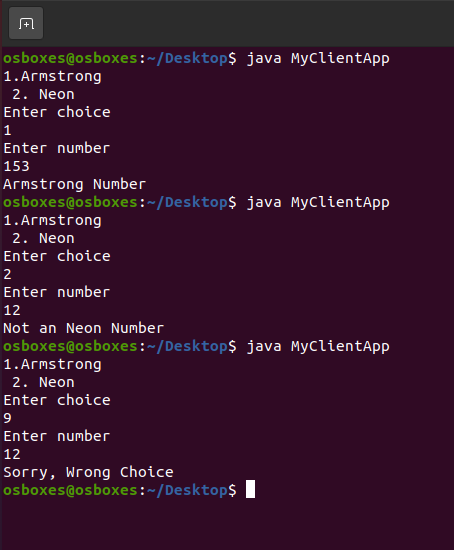 osboxes@osboxes:~/Desktop$ java MyClientApp
1.Armstrong
 2. Neon
Enter choice
1
Enter number
153
Armstrong Number
osboxes@osboxes:~/Desktop$ java MyClientApp
1.Armstrong
 2. Neon
Enter choice
2
Enter number
12
Not an Neon Number
osboxes@osboxes:~/Desktop$ java MyClientApp
1.Armstrong
 2. Neon
Enter choice
9
Enter number
12
Sorry, Wrong Choice
osboxes@osboxes:~/Desktop$